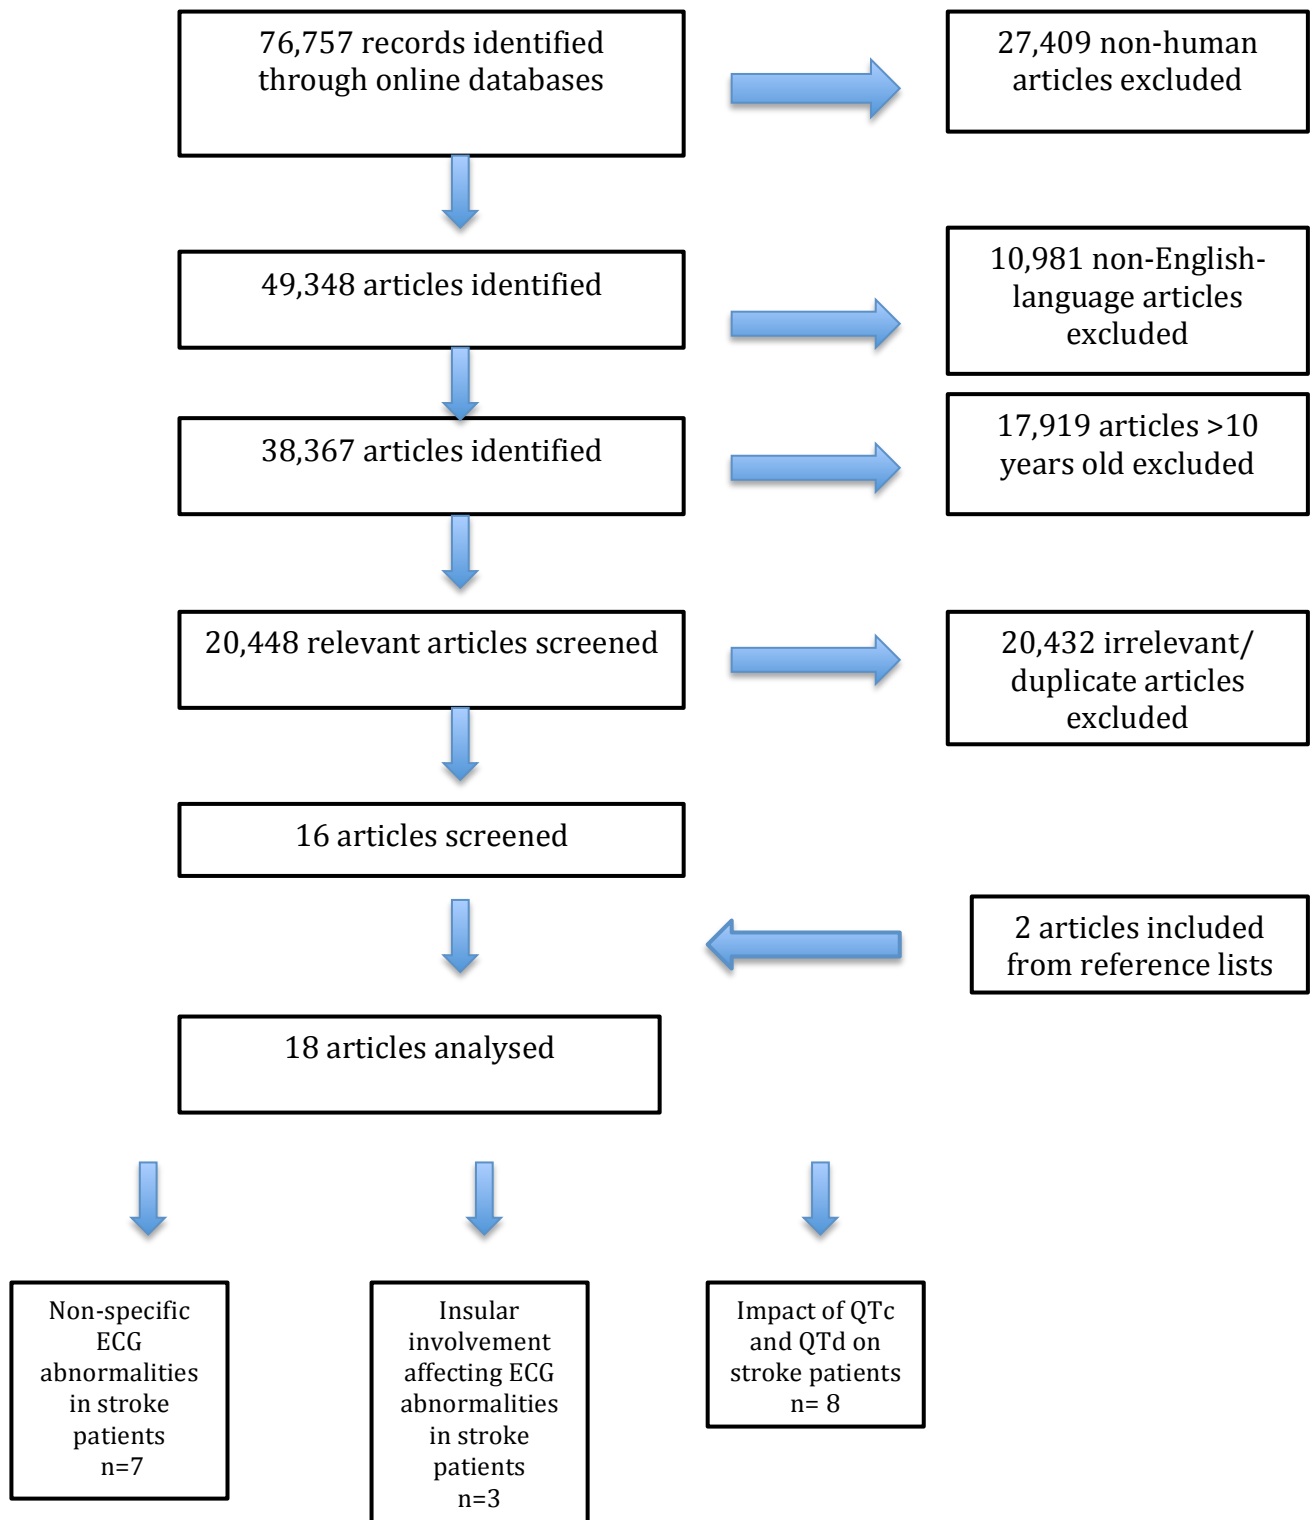 76,757 records identified
through online databases
27,409 non-human
articles excluded
49,348 articles identified
10,981 non-English-
language articles
excluded
38,367 articles identified
17,919 articles >10
years old excluded
20,448 relevant articles screened
20,432 irrelevant/
duplicate articles
excluded
16 articles screened
2 articles included
from reference lists
18 articles analysed
Non-specific
ECG
abnormalities
in stroke
patients
n=7
Insular
involvement
affecting ECG
abnormalities
in stroke
patients
n=3
Impact of QTc
and QTd on
stroke patients
n= 8